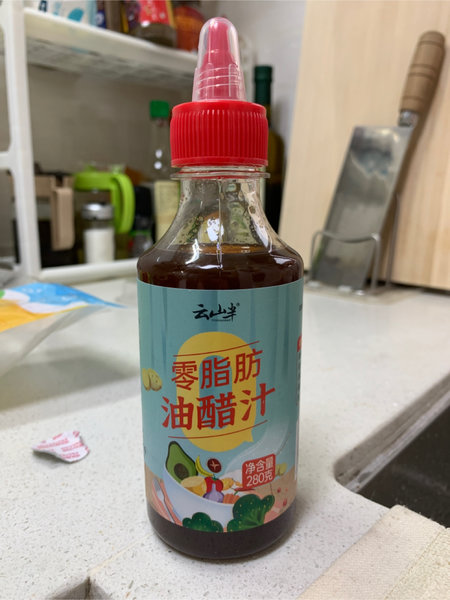 云山半
零脂肪
油醋汁
净含量
280克